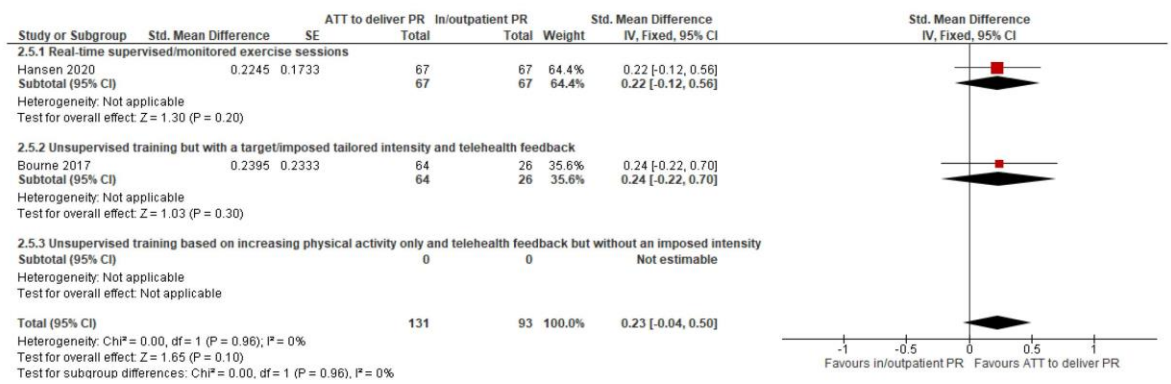 ATT to deliver PR In/outpatient PR Std. Mean Difference Std. Mean Difference
Study or Subgroup Std. Mean Difference SE Total Total Weight IV, Fixed, 95% CI IV, Fixed, 95% CI
2.5.1 Real-time supervised/monitored exercise sessions
Hansen 2020 0.2245 0.1733 67 67 64.4% 0.22 [-0.12, 0.56]
Subtotal (95% CI) 67 67 64.4% 0.22 [-0.12, 0.56]
Heterogeneity: Not applicable
Test for overall effect: Z = 1.30 (P = 0.20)
2.5.2 Unsupervised training but with a target/imposed tailored intensity and telehealth feedback
Bourne 2017 0.2395 0.2333 64 26 35.6% 0.24 [-0.22, 0.70]
Subtotal (95% CI) 64 26 35.6% 0.24 [-0.22, 0.70]
Heterogeneity: Not applicable
Test for overall effect: Z = 1.03 (P = 0.30)
2.5.3 Unsupervised training based on increasing physical activity only and telehealth feedback but without an imposed intensity
Subtotal (95% CI) 0 0 Not estimable
Heterogeneity: Not applicable
Test for overall effect: Not applicable
Total (95% CI) 131 93 100.0% 0.23 [-0.04, 0.50]
Heterogeneity: Chi² = 0.00, df = 1 (P = 0.96); I² = 0%
Test for overall effect: Z = 1.65 (P = 0.10)
Test for subgroup differences: Chi² = 0.00, df = 1 (P = 0.96), I² = 0%
-1 -0.5 0 0.5 1
Favours in/outpatient PR Favours ATT to deliver PR